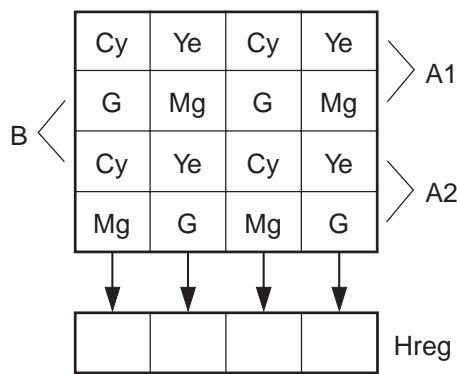 Cy Ye Cy Ye
A1
G Mg G Mg
B
Cy Ye Cy Ye
A2
Mg G Mg G
Hreg